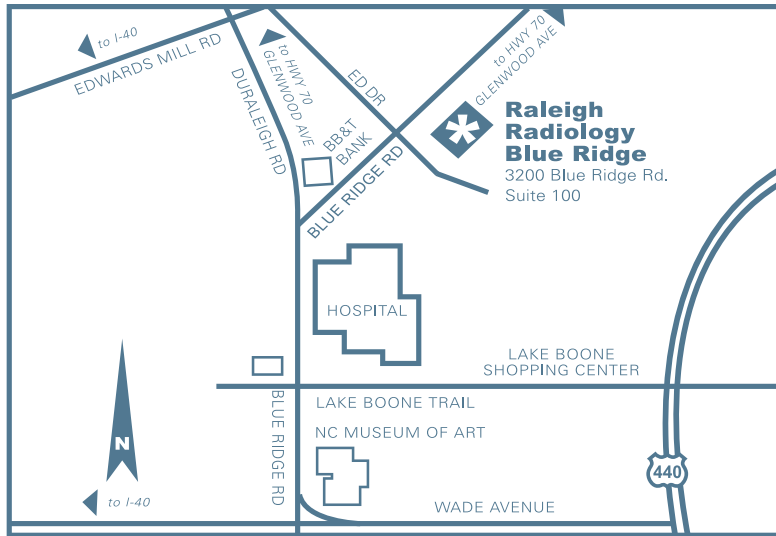 to I-40
EDWARDS MILL RD
DURALEIGH RD
to HWY 70
GLENWOOD AVE
ED DR
BB&T
BANK
BLUE RIDGE RD
to HWY 70
GLENWOOD AVE
Raleigh
Radiology
Blue Ridge
3200 Blue Ridge Rd.
Suite 100
HOSPITAL
LAKE BOONE
SHOPPING CENTER
LAKE BOONE TRAIL
BLUE RIDGE RD
NC MUSEUM OF ART
N
440
to I-40
WADE AVENUE